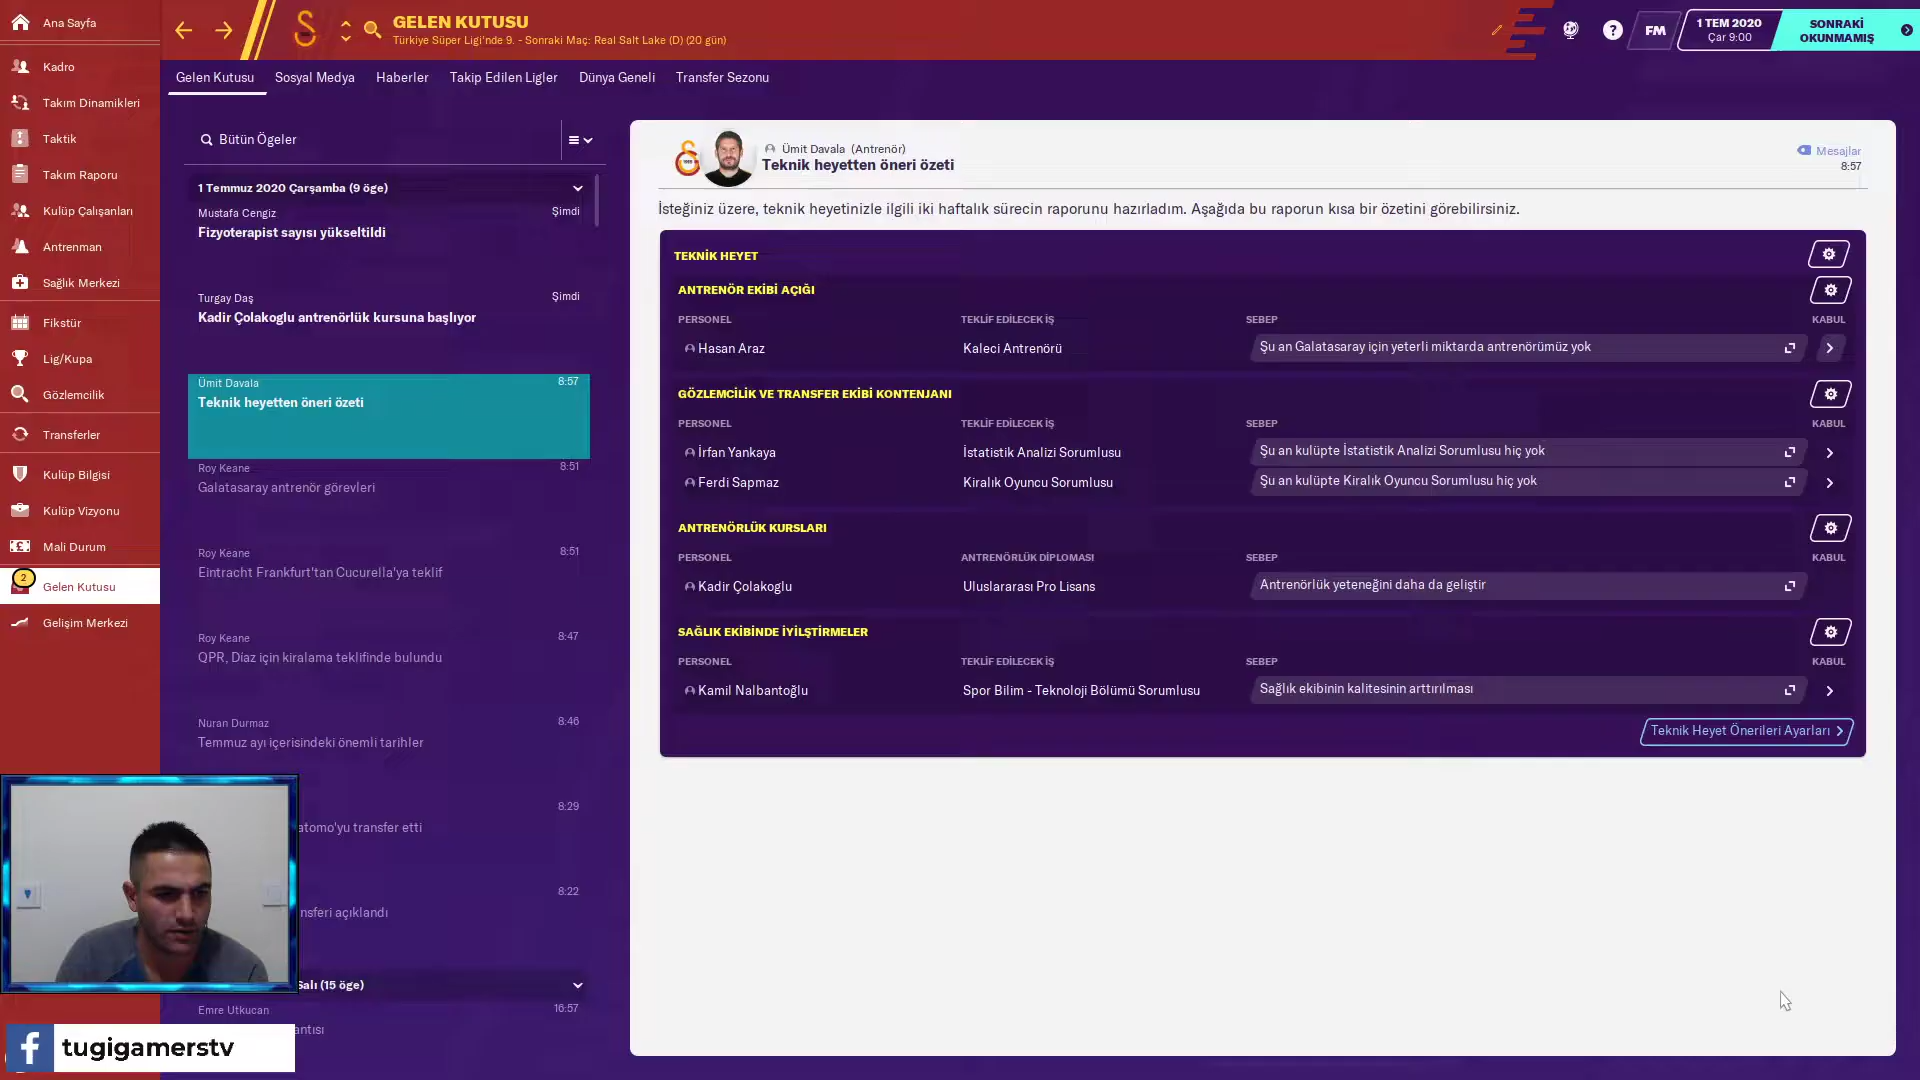 Ana Sayfa
Kadro
Takım Dinamikleri
Taktik
Takım Raporu
Kulüp Çalışanları
Antrenman
Sağlık Merkezi
Fikstür
Lig/Kupa
Gözlemcilik
Transferler
Kulüp Bilgisi
Kulüp Vizyonu
Mali Durum
2
Gelen Kutusu
Gelişim Merkezi
GELEN KUTUSU
Türkiye Süper Ligi'nde 9. - Sonraki Maç: Real Salt Lake (D) (20 gün)
FM
1 TEM 2020
Çar 9:00
SONRAKİ
OKUNMAMIŞ
Gelen Kutusu
Sosyal Medya
Haberler
Takip Edilen Ligler
Dünya Geneli
Transfer Sezonu
Bütün Ögeler
1 Temmuz 2020 Çarşamba (9 öge)
Mustafa Cengiz Şimdi
Fizyoterapist sayısı yükseltildi
Turgay Daş Şimdi
Kadir Çolakoglu antrenörlük kursuna başlıyor
Ümit Davala 8:57
Teknik heyetten öneri özeti
Roy Keane 8:51
Galatasaray antrenör görevleri
Roy Keane 8:51
Eintracht Frankfurt'tan Cucurella'ya teklif
Roy Keane 8:47
QPR, Díaz için kiralama teklifinde bulundu
Nuran Durmaz 8:46
Temmuz ayı içerisindeki önemli tarihler
8:29
atomo'yu transfer etti
8:22
nsferi açıklandı
Salı (15 öge)
Emre Utkucan 16:57
antısı
Ümit Davala (Antrenör)
Teknik heyetten öneri özeti
Mesajlar
8:57
İsteğiniz üzere, teknik heyetinizle ilgili iki haftalık sürecin raporunu hazırladım. Aşağıda bu raporun kısa bir özetini görebilirsiniz.
TEKNİK HEYET
ANTRENÖR EKİBİ AÇIĞI
PERSONEL TEKLİF EDİLECEK İŞ SEBEP KABUL
Hasan Araz Kaleci Antrenörü Şu an Galatasaray için yeterli miktarda antrenörümüz yok
GÖZLEMCİLİK VE TRANSFER EKİBİ KONTENJANI
PERSONEL TEKLİF EDİLECEK İŞ SEBEP KABUL
İrfan Yankaya İstatistik Analizi Sorumlusu Şu an kulüpte İstatistik Analizi Sorumlusu hiç yok
Ferdi Sapmaz Kiralık Oyuncu Sorumlusu Şu an kulüpte Kiralık Oyuncu Sorumlusu hiç yok
ANTRENÖRLÜK KURSLARI
PERSONEL ANTRENÖRLÜK DİPLOMASI SEBEP KABUL
Kadir Çolakoglu Uluslararası Pro Lisans Antrenörlük yeteneğini daha da geliştir
SAĞLIK EKİBİNDE İYİLŞTİRMELER
PERSONEL TEKLİF EDİLECEK İŞ SEBEP KABUL
Kamil Nalbantoğlu Spor Bilim - Teknoloji Bölümü Sorumlusu Sağlık ekibinin kalitesinin arttırılması
Teknik Heyet Önerileri Ayarları
tugigamerstv